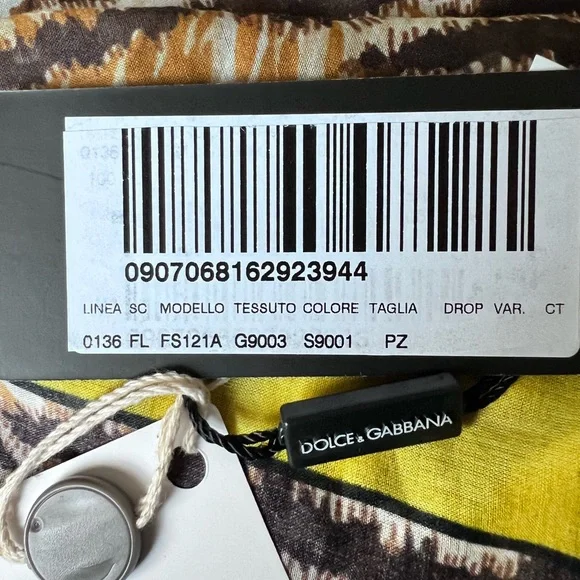 0907068162923944
LINEA SC MODELLO TESSUTO COLORE TAGLIA DROP VAR. CT
0136 FL FS121A G9003 S9001 PZ
DOLCE & GABBANA